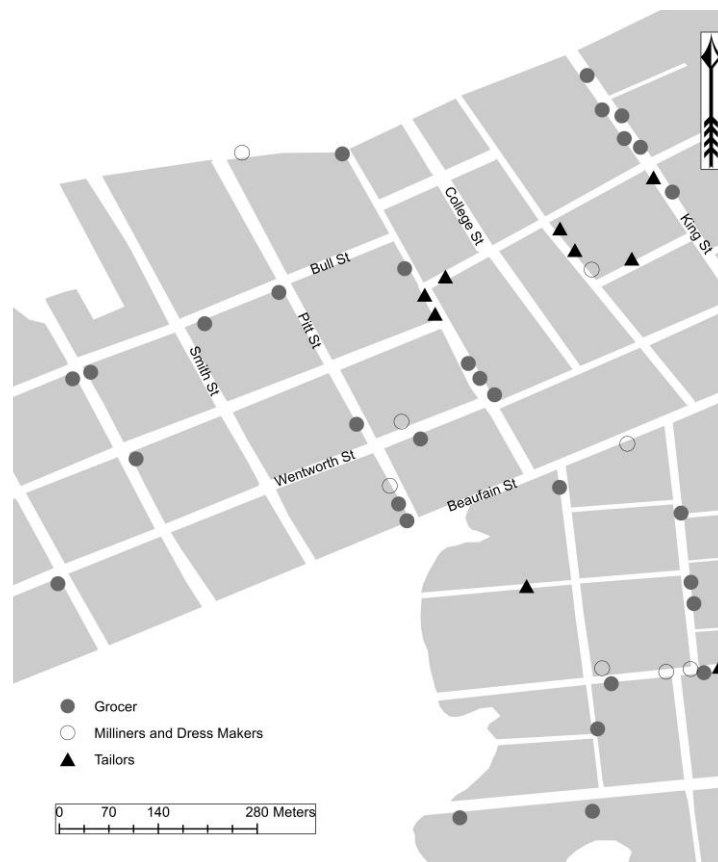 College St
King St
Bull St
Pitt St
Smith St
Wentworth St
Beaufain St
Grocer
Milliners and Dress Makers
Tailors
0 70 140 280 Meters